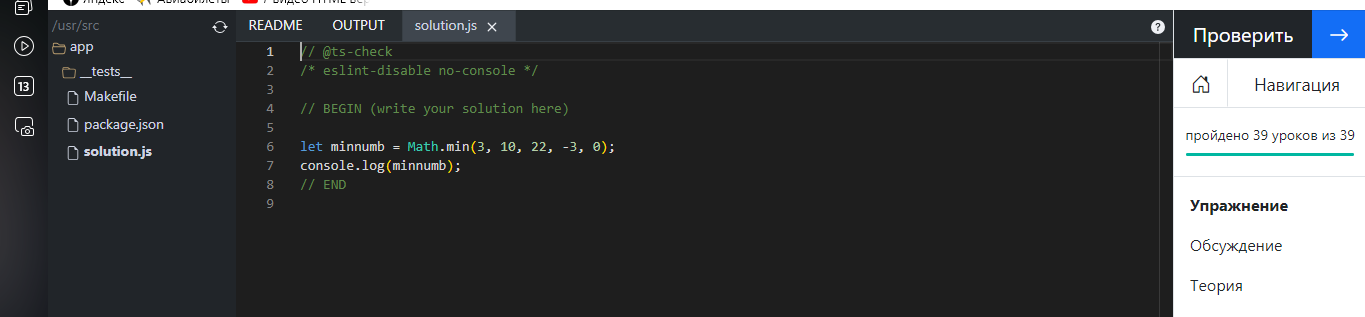 /usr/src
app
__tests__
Makefile
package.json
solution.js
13
README OUTPUT solution.js
1 // @ts-check
2 /* eslint-disable no-console */
3
4 // BEGIN (write your solution here)
5
6 let minnumb = Math.min(3, 10, 22, -3, 0);
7 console.log(minnumb);
8 // END
9
Проверить
Навигация
пройдено 39 уроков из 39
Упражнение
Обсуждение
Теория